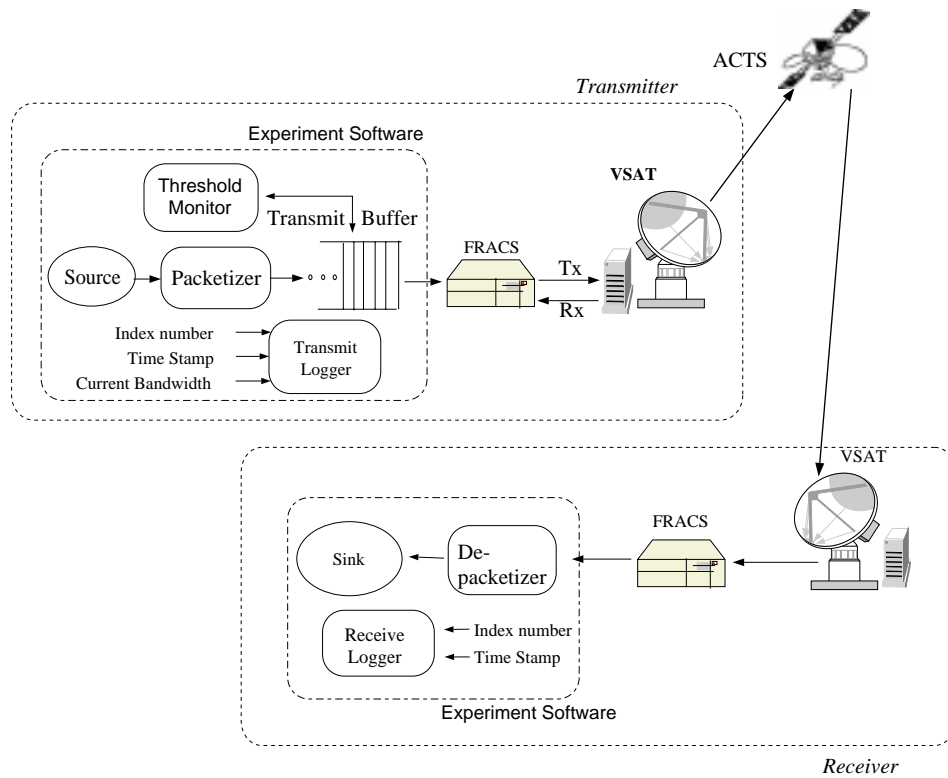 ACTS
Transmitter
Experiment Software
VSAT
Threshold
Monitor
Transmit Buffer
FRACS
Source
Packetizer
Tx
Rx
Index number
Time Stamp
Current Bandwidth
Transmit
Logger
VSAT
FRACS
Sink
De-
packetizer
Receive
Logger
Index number
Time Stamp
Experiment Software
Receiver